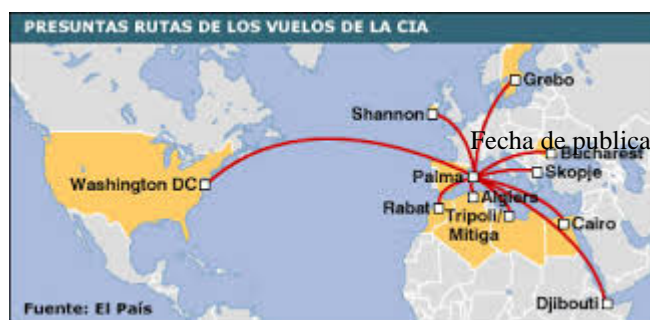 PRESUNTAS RUTAS DE LOS VUELOS DE LA CIA
Grebo
Shannon
Fecha de publica
Bucharest
Palma
Skopje
Washington DC
Algiers
Rabat
Tripoli/
Mitiga
Cairo
Djibouti
Fuente: El País